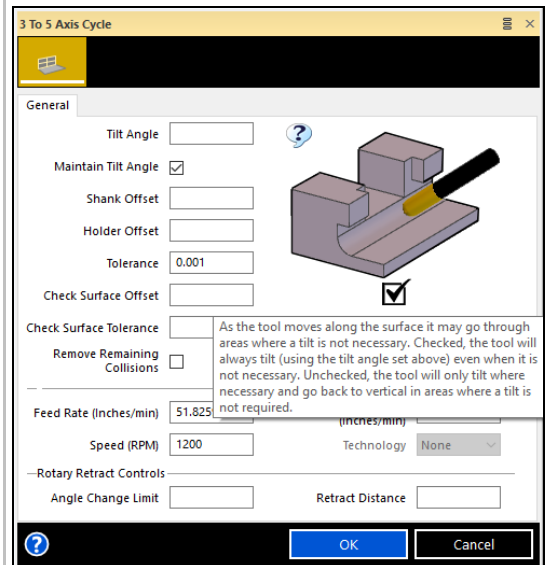 3 To 5 Axis Cycle
General
Tilt Angle
Maintain Tilt Angle
Shank Offset
Holder Offset
Tolerance 0.001
Check Surface Offset
Check Surface Tolerance
As the tool moves along the surface it may go through
areas where a tilt is not necessary. Checked, the tool will
always tilt (using the tilt angle set above) even when it is
not necessary. Unchecked, the tool will only tilt where
necessary and go back to vertical in areas where a tilt is
not required.
Remove Remaining
Collisions
Feed Rate (Inches/min) 51.825
(Inches/min)
Speed (RPM) 1200 Technology None
Rotary Retract Controls
Angle Change Limit Retract Distance
OK Cancel